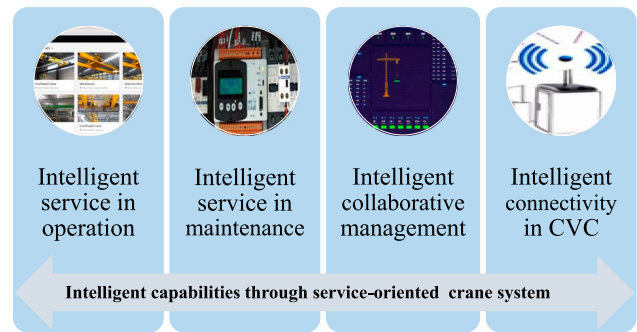 Intelligent
service in
operation
Intelligent
service in
maintenance
Intelligent
collaborative
management
Intelligent
connectivity
in CVC
Intelligent capabilities through service-oriented crane system